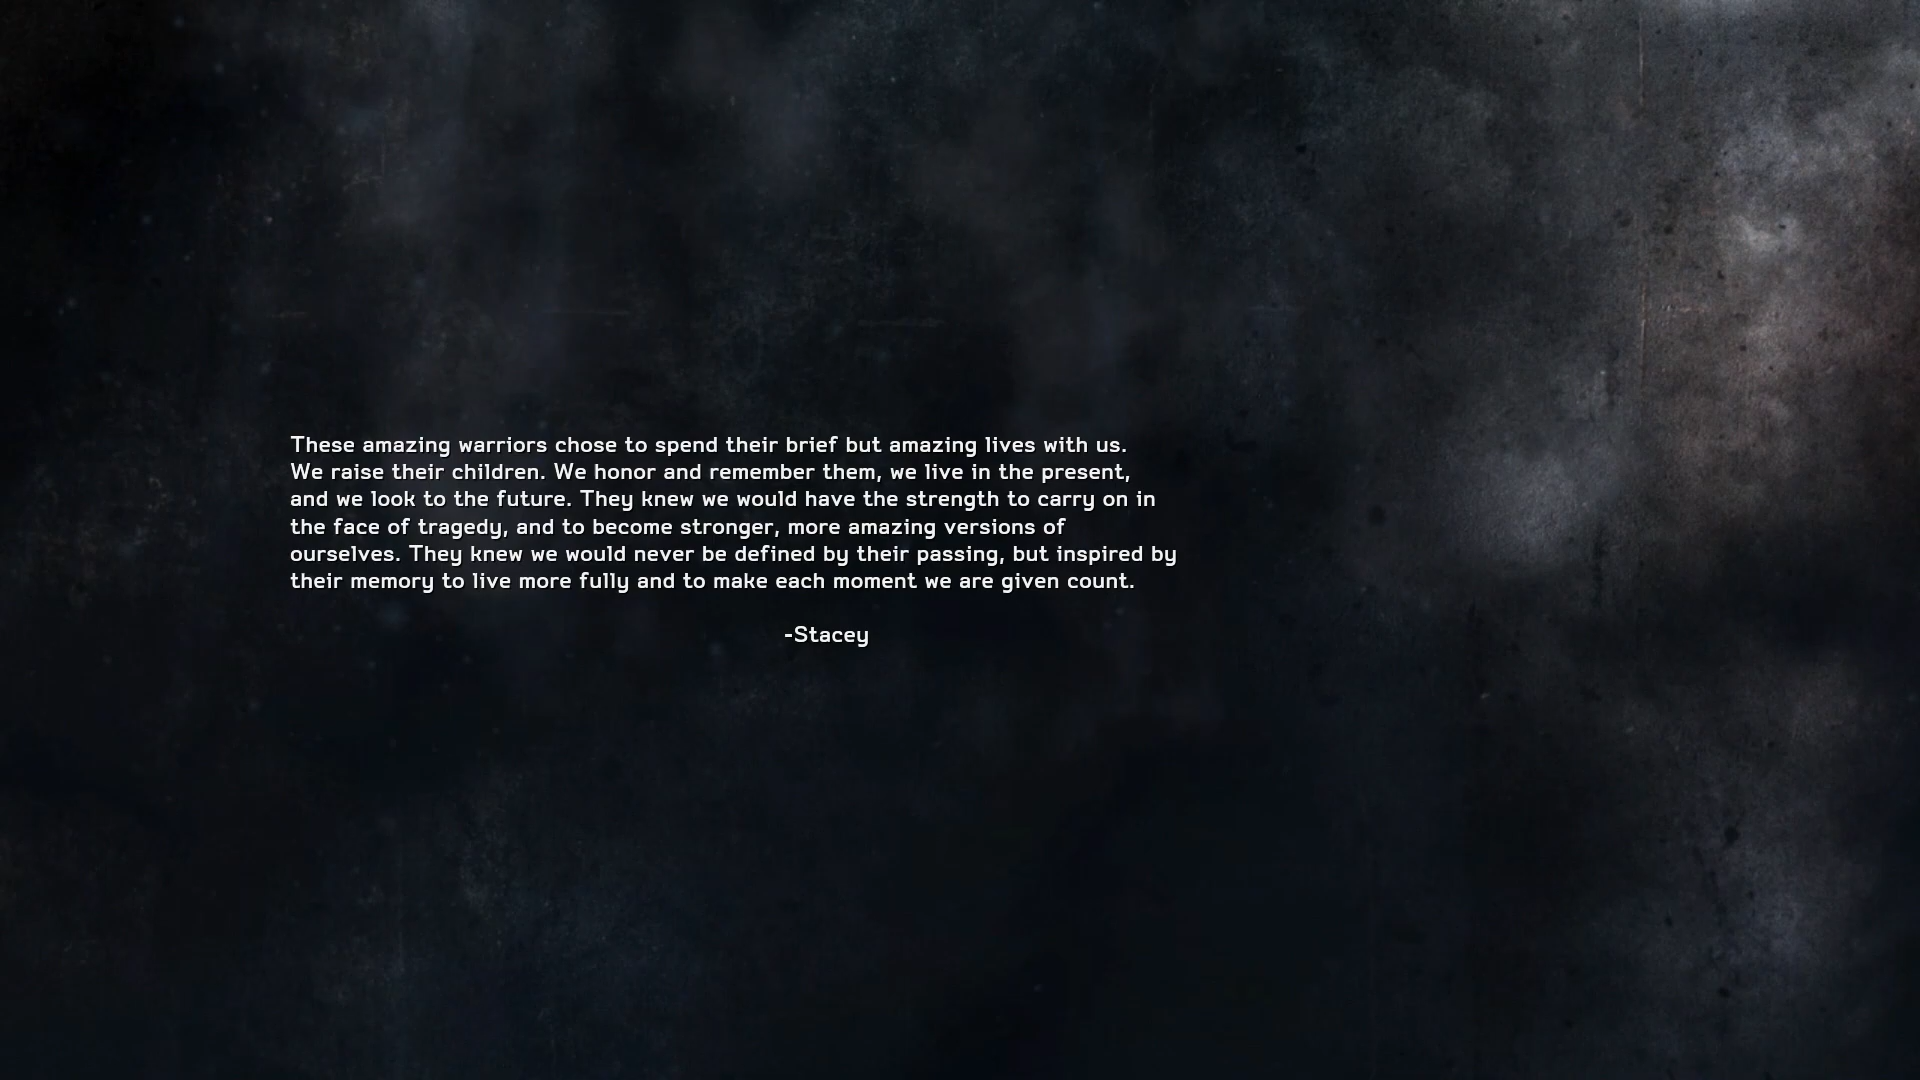 These amazing warriors chose to spend their brief but amazing lives with us.
We raise their children. We honor and remember them, we live in the present,
and we look to the future. They knew we would have the strength to carry on in
the face of tragedy, and to become stronger, more amazing versions of
ourselves. They knew we would never be defined by their passing, but inspired by
their memory to live more fully and to make each moment we are given count.
-Stacey